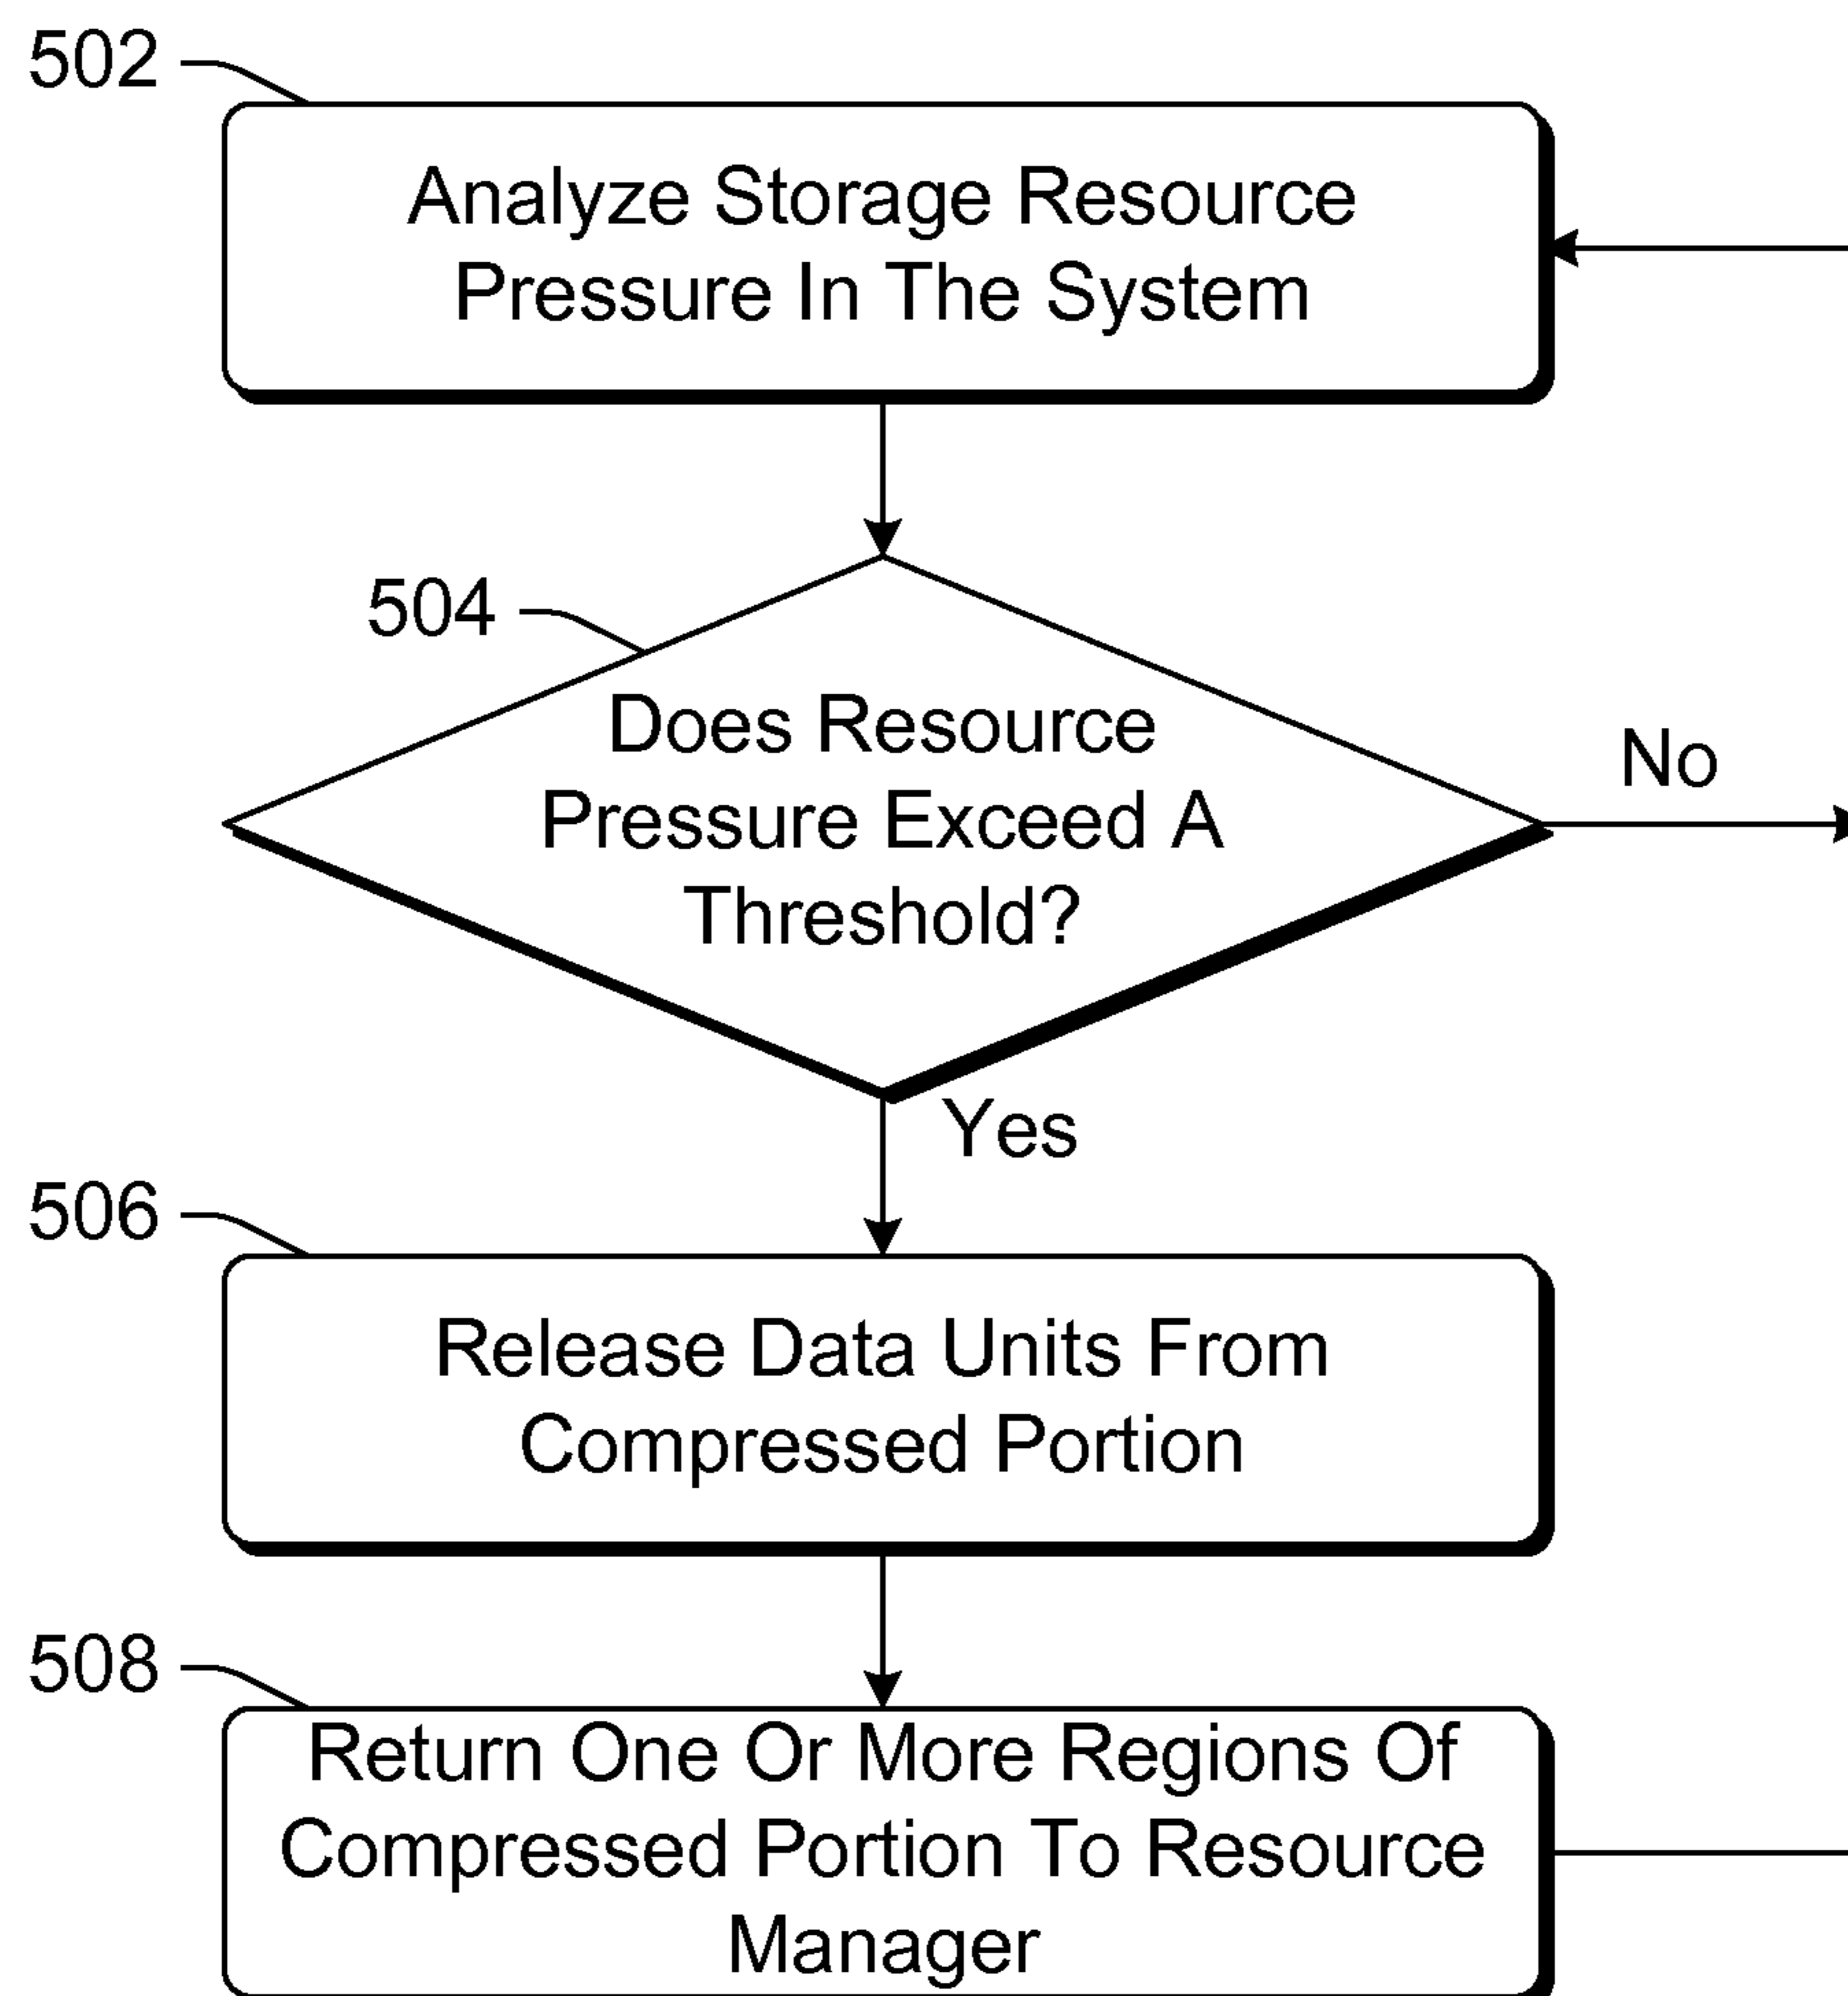 502
Analyze Storage Resource
Pressure In The System
504
Does Resource
Pressure Exceed A
Threshold?
No
Yes
506
Release Data Units From
Compressed Portion
508
Return One Or More Regions Of
Compressed Portion To Resource
Manager